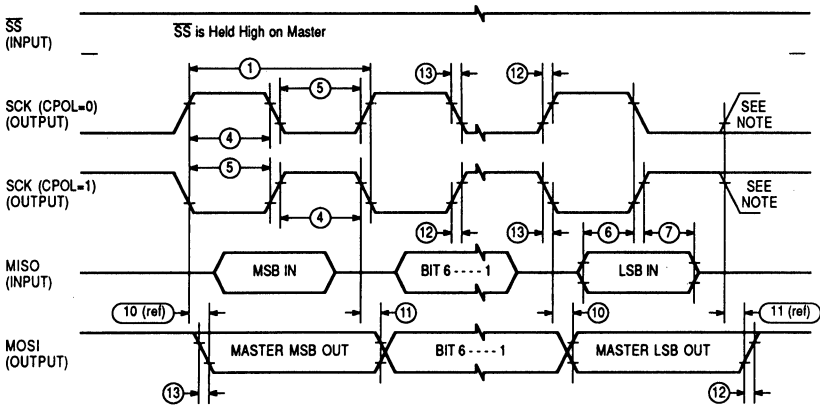 SS
(INPUT)
SS is Held High on Master
1
5
13
12
SCK (CPOL=0)
(OUTPUT)
SEE
NOTE
4
5
SCK (CPOL=1)
(OUTPUT)
SEE
NOTE
4
12
13
6
7
MISO
(INPUT)
MSB IN
BIT 6 - - - - 1
LSB IN
10 (ref)
11
10
11 (ref)
MOSI
(OUTPUT)
MASTER MSB OUT
BIT 6 - - - - 1
MASTER LSB OUT
13
12